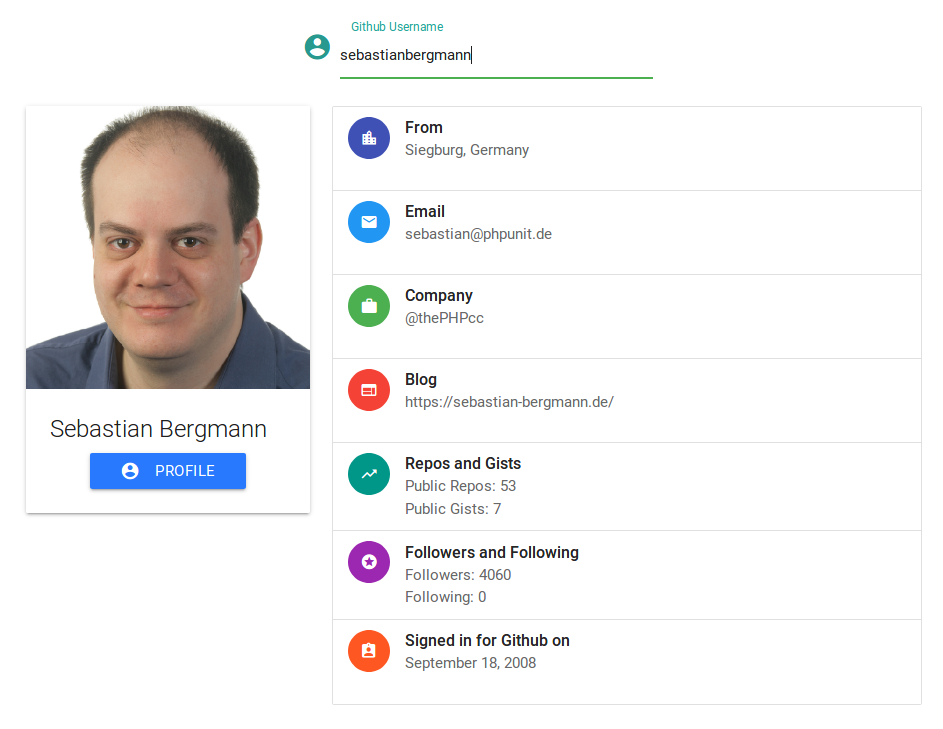 Github Username
sebastianbergmann
Sebastian Bergmann
PROFILE
From
Siegburg, Germany
Email
sebastian@phpunit.de
Company
@thePHPcc
Blog
https://sebastian-bergmann.de/
Repos and Gists
Public Repos: 53
Public Gists: 7
Followers and Following
Followers: 4060
Following: 0
Signed in for Github on
September 18, 2008